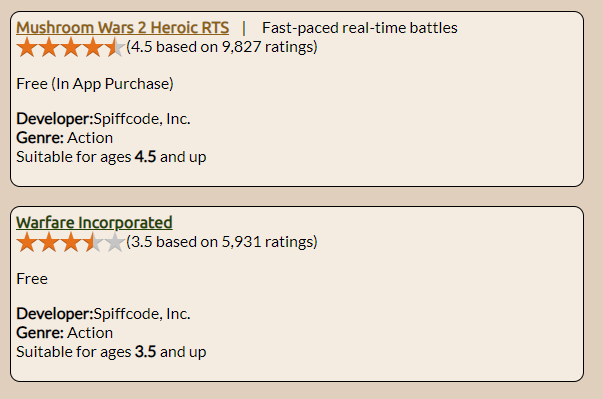 Mushroom Wars 2 Heroic RTS | Fast-paced real-time battles
(4.5 based on 9,827 ratings)
Free (In App Purchase)
Developer:Spiffcode, Inc.
Genre: Action
Suitable for ages 4.5 and up
Warfare Incorporated
(3.5 based on 5,931 ratings)
Free
Developer:Spiffcode, Inc.
Genre: Action
Suitable for ages 3.5 and up